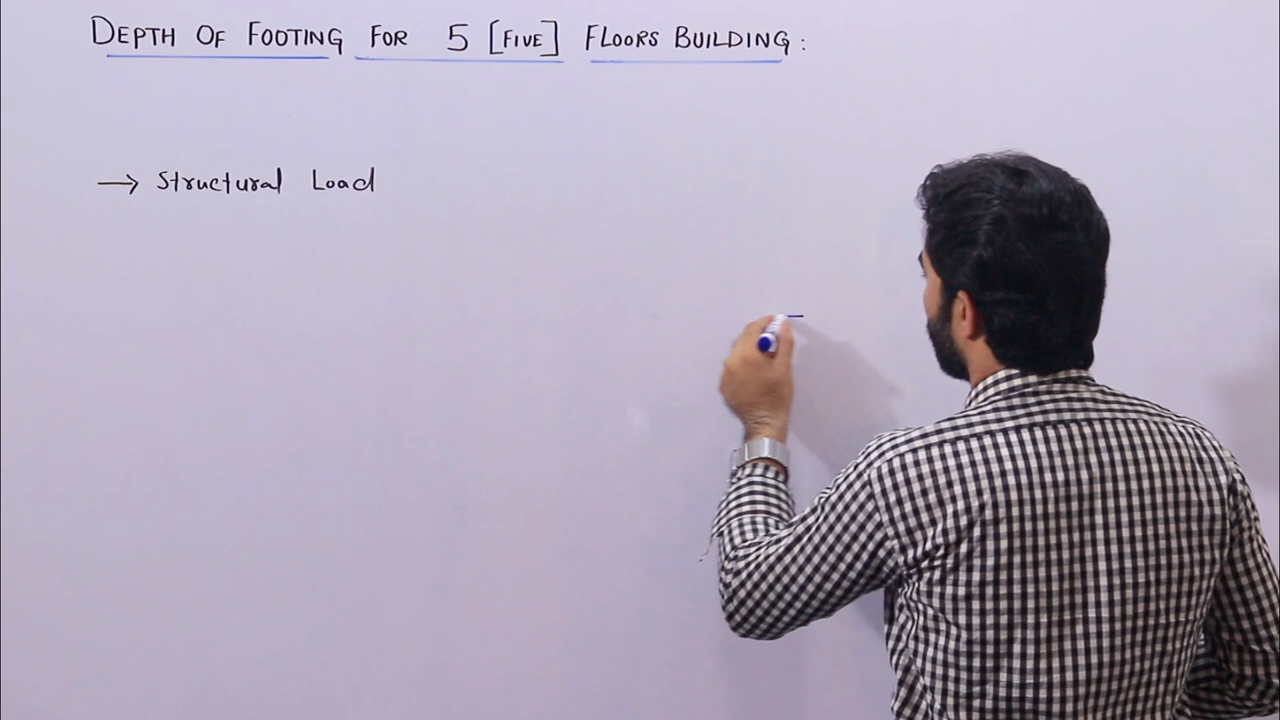 DEPTH OF FOOTING FOR 5 [FIVE] FLOORS BUILDING:
→ Structural Load